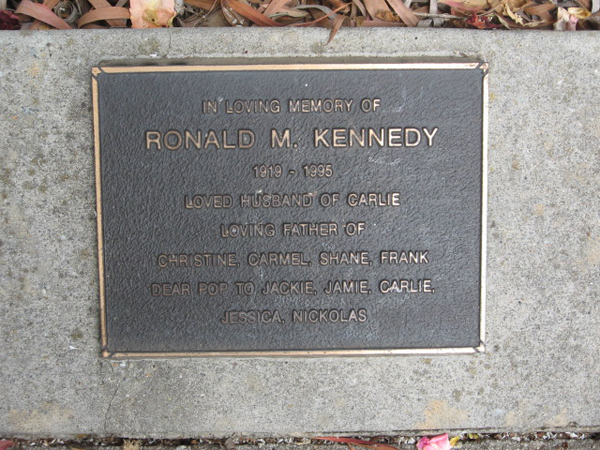 IN LOVING MEMORY OF
RONALD M. KENNEDY
1919 - 1995
LOVED HUSBAND OF CARLIE
LOVING FATHER OF
CHRISTINE, CARMEL, SHANE, FRANK
DEAR POP TO JACKIE, JAMIE, CARLIE,
JESSICA, NICKOLAS